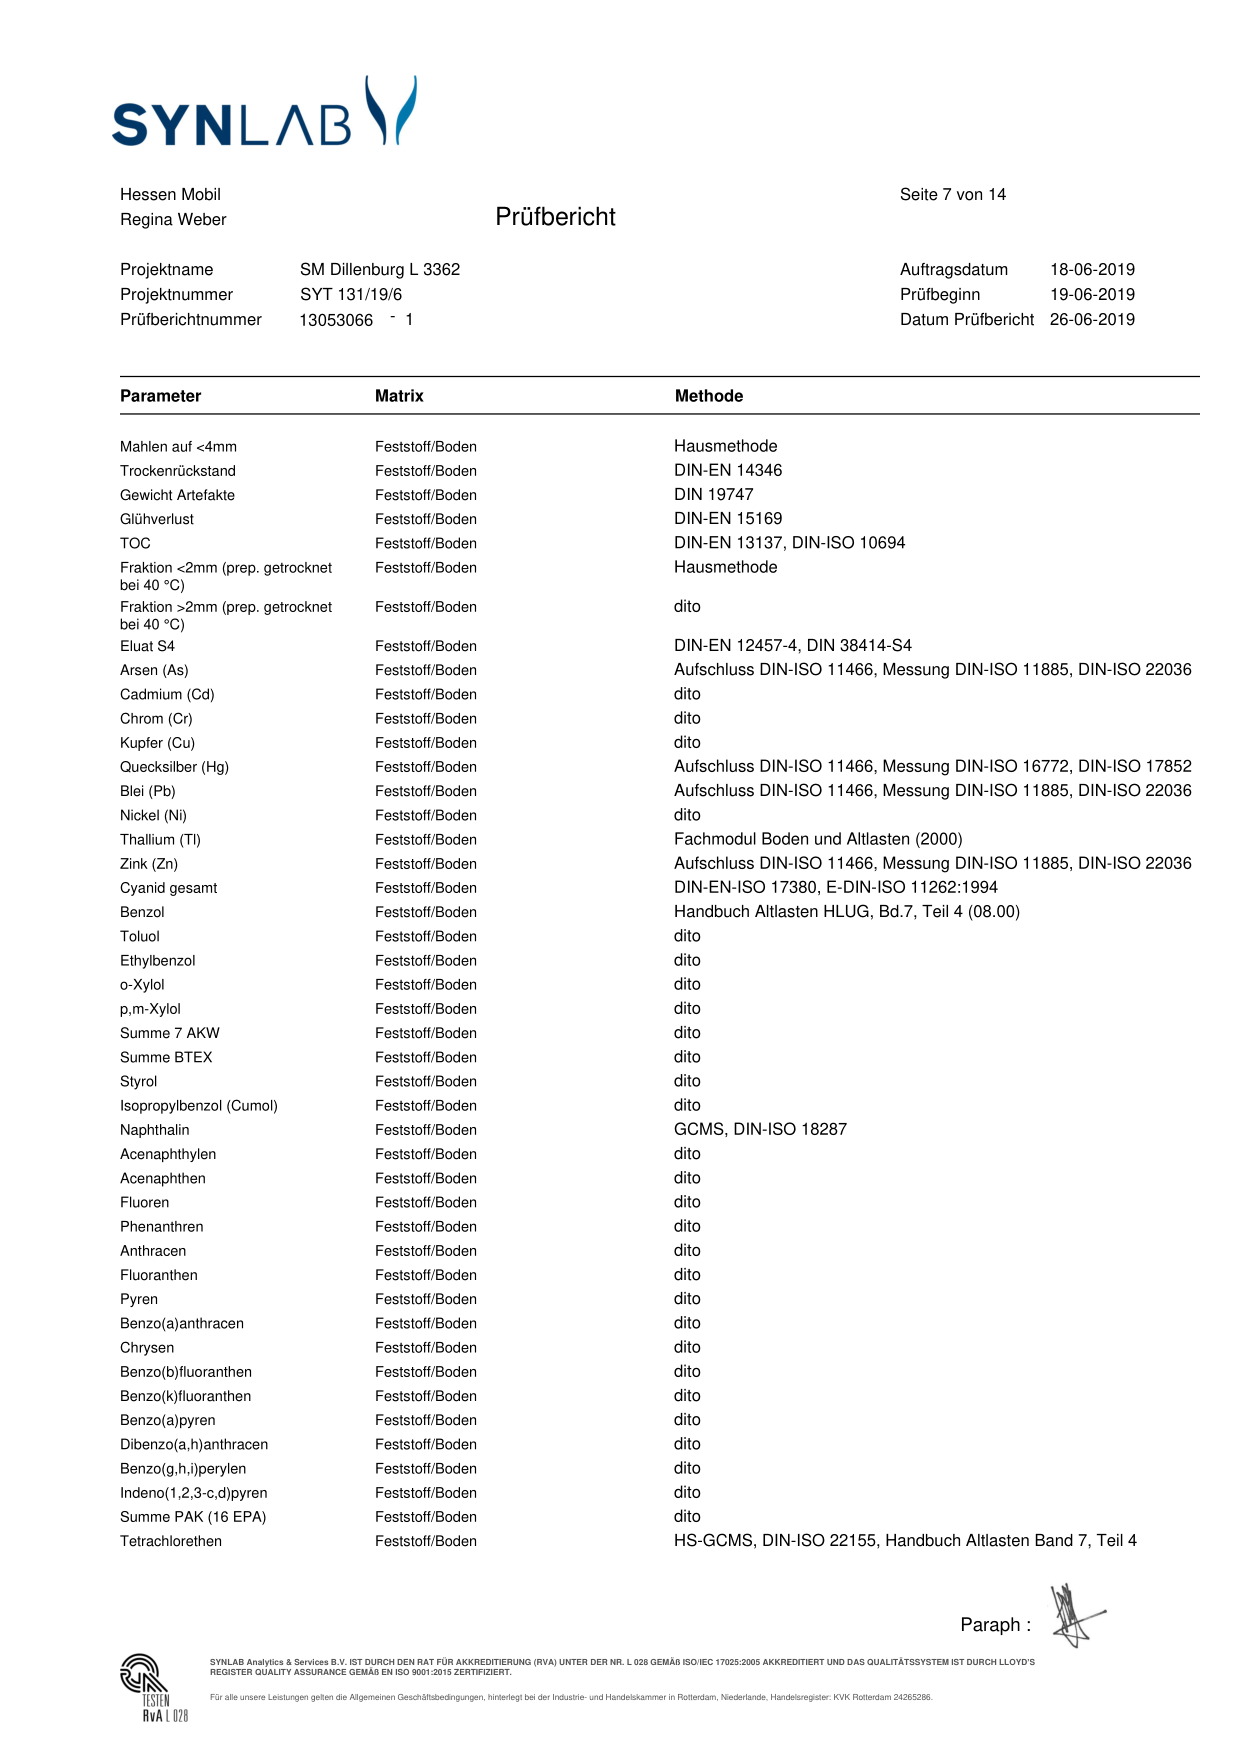 SYNLAB
Hessen Mobil
Seite 7 von 14
Regina Weber
Prüfbericht
Projektname SM Dillenburg L 3362 Auftragsdatum 18-06-2019
Projektnummer SYT 131/19/6 Prüfbeginn 19-06-2019
Prüfberichtnummer 13053066 - 1 Datum Prüfbericht 26-06-2019
Parameter Matrix Methode
Mahlen auf <4mm Feststoff/Boden Hausmethode
Trockenrückstand Feststoff/Boden DIN-EN 14346
Gewicht Artefakte Feststoff/Boden DIN 19747
Glühverlust Feststoff/Boden DIN-EN 15169
TOC Feststoff/Boden DIN-EN 13137, DIN-ISO 10694
Fraktion <2mm (prep. getrocknet Feststoff/Boden Hausmethode
bei 40 °C)
Fraktion >2mm (prep. getrocknet Feststoff/Boden dito
bei 40 °C)
Eluat S4 Feststoff/Boden DIN-EN 12457-4, DIN 38414-S4
Arsen (As) Feststoff/Boden Aufschluss DIN-ISO 11466, Messung DIN-ISO 11885, DIN-ISO 22036
Cadmium (Cd) Feststoff/Boden dito
Chrom (Cr) Feststoff/Boden dito
Kupfer (Cu) Feststoff/Boden dito
Quecksilber (Hg) Feststoff/Boden Aufschluss DIN-ISO 11466, Messung DIN-ISO 16772, DIN-ISO 17852
Blei (Pb) Feststoff/Boden Aufschluss DIN-ISO 11466, Messung DIN-ISO 11885, DIN-ISO 22036
Nickel (Ni) Feststoff/Boden dito
Thallium (Tl) Feststoff/Boden Fachmodul Boden und Altlasten (2000)
Zink (Zn) Feststoff/Boden Aufschluss DIN-ISO 11466, Messung DIN-ISO 11885, DIN-ISO 22036
Cyanid gesamt Feststoff/Boden DIN-EN-ISO 17380, E-DIN-ISO 11262:1994
Benzol Feststoff/Boden Handbuch Altlasten HLUG, Bd.7, Teil 4 (08.00)
Toluol Feststoff/Boden dito
Ethylbenzol Feststoff/Boden dito
o-Xylol Feststoff/Boden dito
p,m-Xylol Feststoff/Boden dito
Summe 7 AKW Feststoff/Boden dito
Summe BTEX Feststoff/Boden dito
Styrol Feststoff/Boden dito
Isopropylbenzol (Cumol) Feststoff/Boden dito
Naphthalin Feststoff/Boden GCMS, DIN-ISO 18287
Acenaphthylen Feststoff/Boden dito
Acenaphthen Feststoff/Boden dito
Fluoren Feststoff/Boden dito
Phenanthren Feststoff/Boden dito
Anthracen Feststoff/Boden dito
Fluoranthen Feststoff/Boden dito
Pyren Feststoff/Boden dito
Benzo(a)anthracen Feststoff/Boden dito
Chrysen Feststoff/Boden dito
Benzo(b)fluoranthen Feststoff/Boden dito
Benzo(k)fluoranthen Feststoff/Boden dito
Benzo(a)pyren Feststoff/Boden dito
Dibenzo(a,h)anthracen Feststoff/Boden dito
Benzo(g,h,i)perylen Feststoff/Boden dito
Indeno(1,2,3-c,d)pyren Feststoff/Boden dito
Summe PAK (16 EPA) Feststoff/Boden dito
Tetrachlorethen Feststoff/Boden HS-GCMS, DIN-ISO 22155, Handbuch Altlasten Band 7, Teil 4
Paraph :
SYNLAB Analytics & Services B.V. IST DURCH DEN RAT FÜR AKKREDITIERUNG (RVA) UNTER DER NR. L 028 GEMÄß ISO/IEC 17025:2005 AKKREDITIERT UND DAS QUALITÄTSSYSTEM IST DURCH LLOYD'S
REGISTER QUALITY ASSURANCE GEMÄß EN ISO 9001:2015 ZERTIFIZIERT.
Für alle unsere Leistungen gelten die Allgemeinen Geschäftsbedingungen, hinterlegt bei der Industrie- und Handelskammer in Rotterdam, Niederlande, Handelsregister: KVK Rotterdam 24265286.
TESTEN
RvA L 028